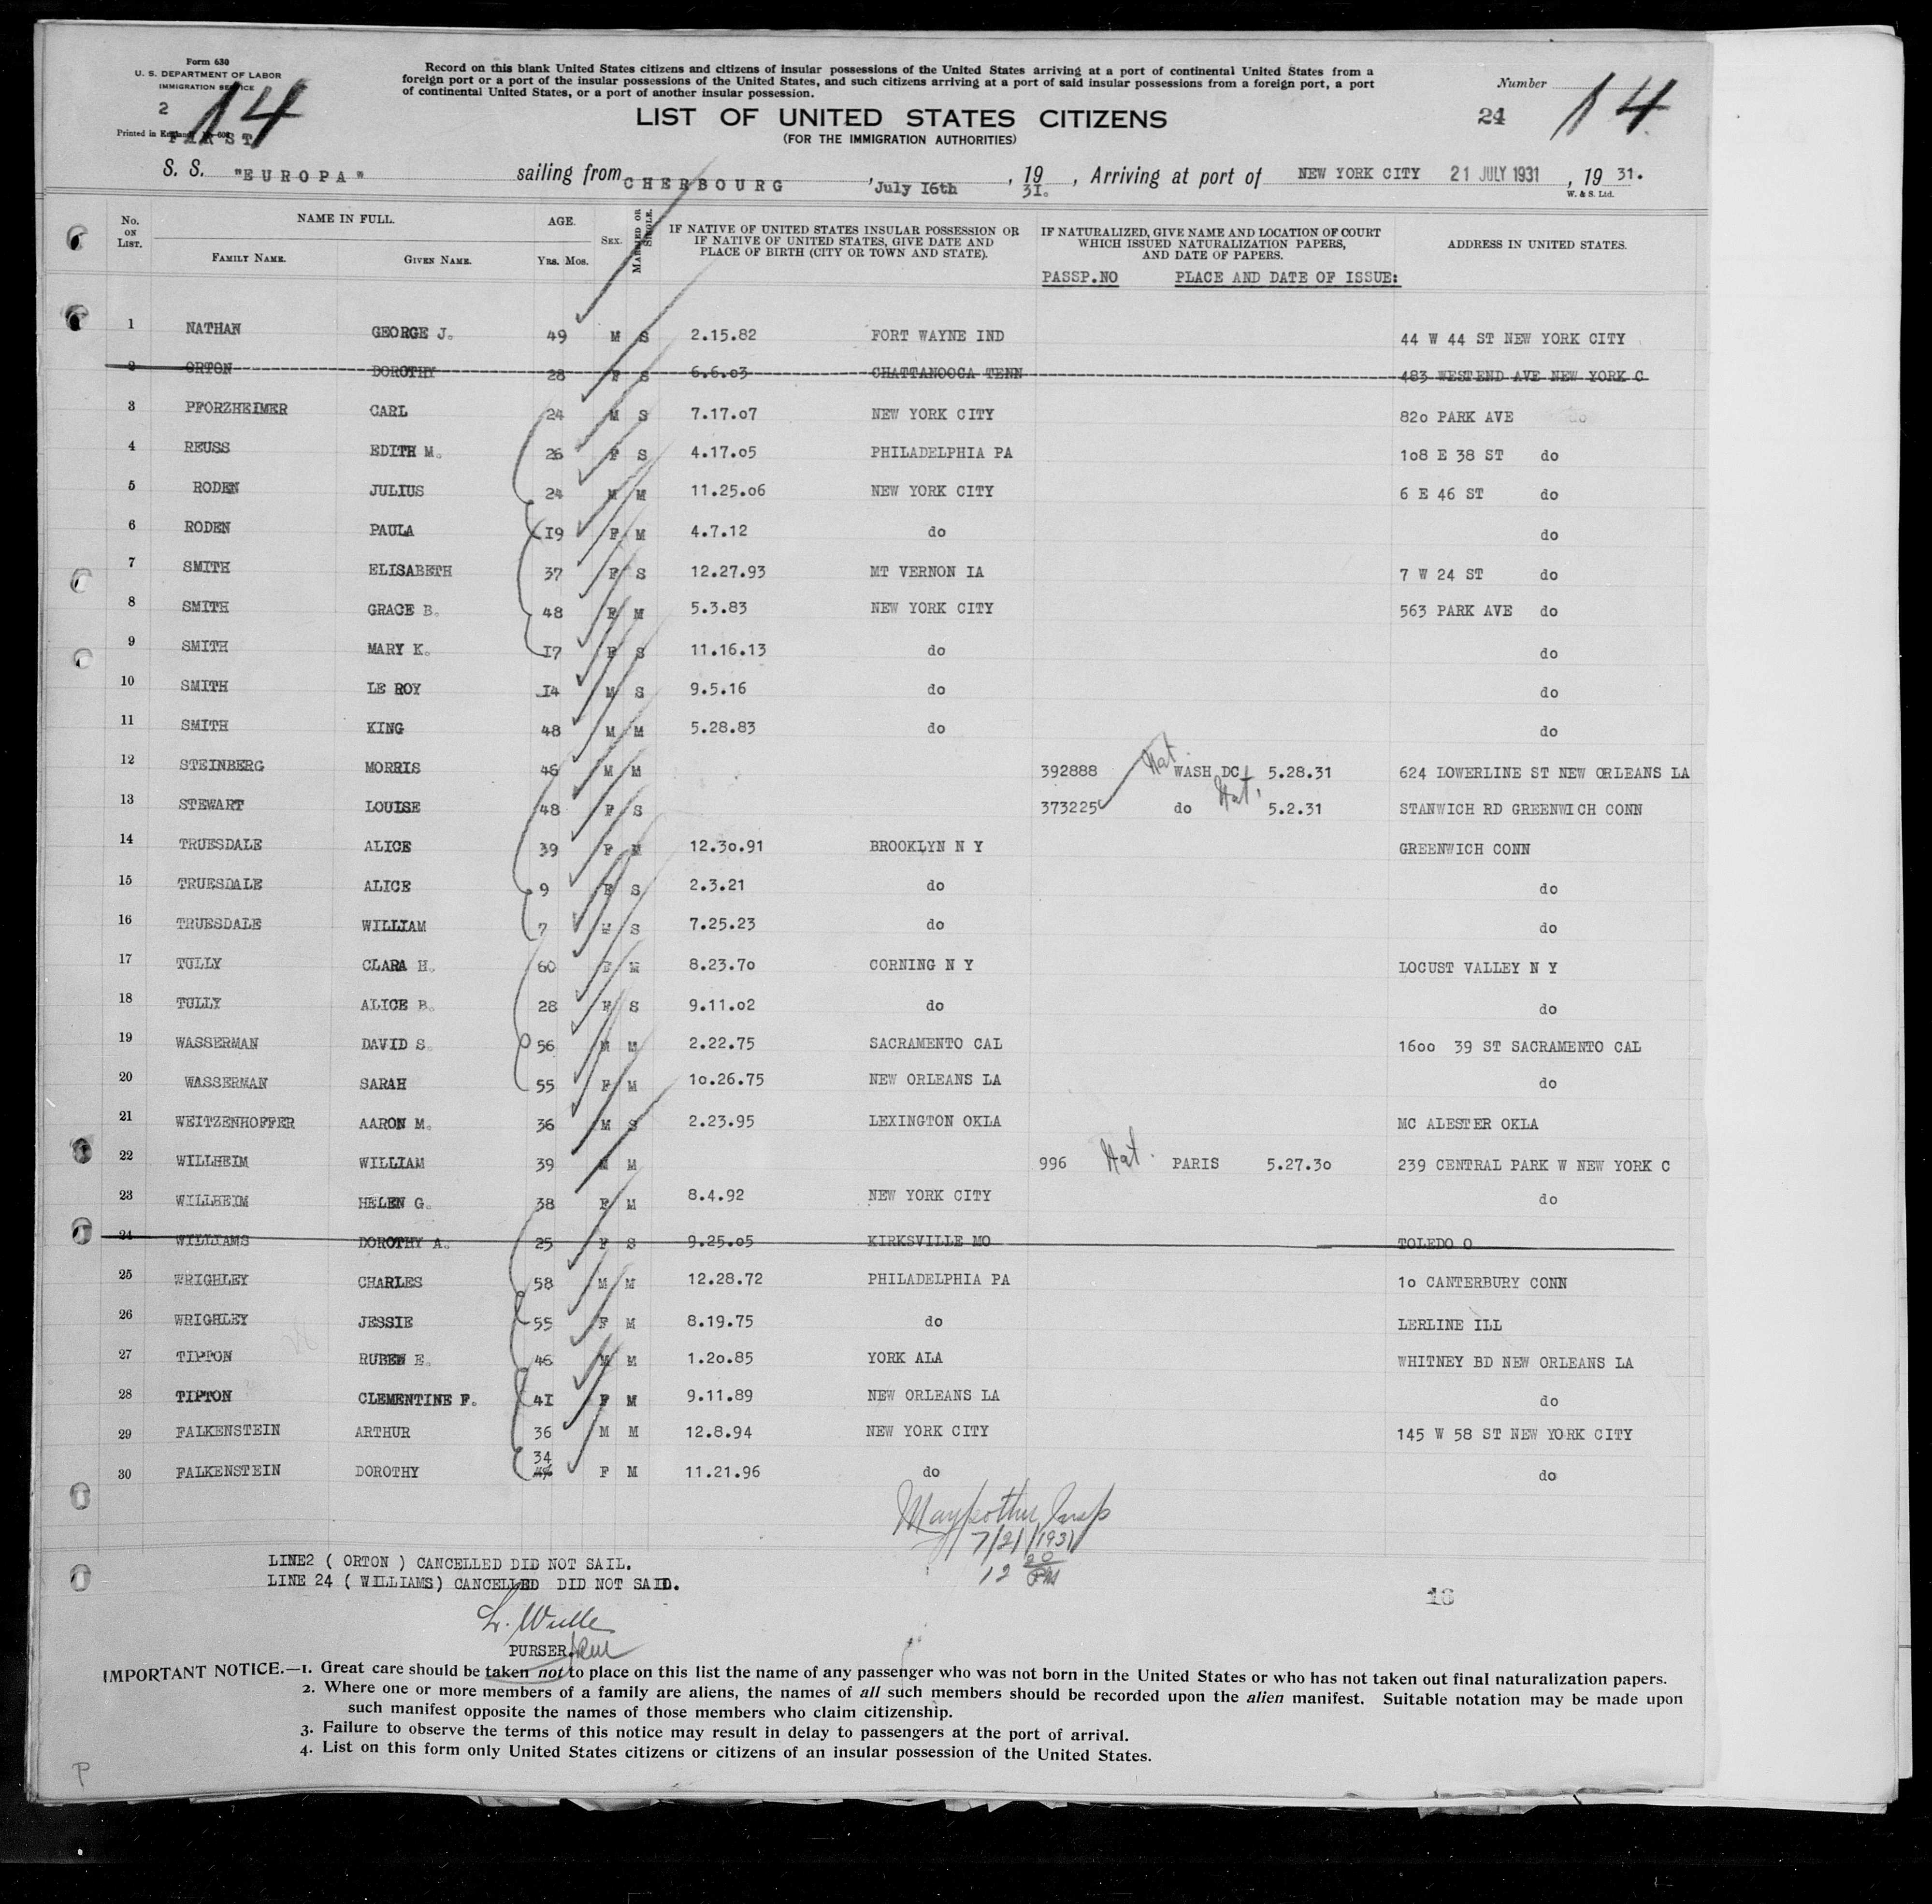 Form 630
U. S. DEPARTMENT OF LABOR
IMMIGRATION SERVICE
2
14
Printed in England
FIRST
Record on this blank United States citizens and citizens of insular possessions of the United States arriving at a port of continental United States from a
foreign port or a port of the insular possessions of the United States, and such citizens arriving at a port of said insular possessions from a foreign port, a port
of continental United States, or a port of another insular possession.
LIST OF UNITED STATES CITIZENS
(FOR THE IMMIGRATION AUTHORITIES)
Number 14
24
S. S. "EUROPA" sailing from CHERBOURG, July 16th, 1931. , Arriving at port of NEW YORK CITY 21 JULY 1931, 19 31.
W. & S. Ltd.
No. ON LIST. NAME IN FULL. AGE. SEX. MARRIED OR SINGLE. IF NATIVE OF UNITED STATES INSULAR POSSESSION OR IF NATIVE OF UNITED STATES, GIVE DATE AND PLACE OF BIRTH (CITY OR TOWN AND STATE). IF NATURALIZED, GIVE NAME AND LOCATION OF COURT WHICH ISSUED NATURALIZATION PAPERS, AND DATE OF PAPERS. ADDRESS IN UNITED STATES.
FAMILY NAME. GIVEN NAME. YRS. MOS.
PASSP.NO PLACE AND DATE OF ISSUE:
1 NATHAN GEORGE J. 49 M S 2.15.82 FORT WAYNE IND 44 W 44 ST NEW YORK CITY
2 ORTON DOROTHY 28 F S 6.6.03 CHATTANOOGA TENN 483 WESTEND AVE NEW YORK C
3 PFORZHEIMER CARL 24 M S 7.17.07 NEW YORK CITY 820 PARK AVE do
4 REUSS EDITH M. 26 F S 4.17.05 PHILADELPHIA PA 108 E 38 ST do
5 RODEN JULIUS 24 M M 11.25.06 NEW YORK CITY 6 E 46 ST do
6 RODEN PAULA 19 F M 4.7.12 do do
7 SMITH ELISABETH 37 F S 12.27.93 MT VERNON IA 7 W 24 ST do
8 SMITH GRACE B. 48 F M 5.3.83 NEW YORK CITY 563 PARK AVE do
9 SMITH MARY K. 17 F S 11.16.13 do do
10 SMITH LE ROY 14 M S 9.5.16 do do
11 SMITH KING 48 M M 5.28.83 do do
12 STEINBERG MORRIS 46 M M 392888 Nat WASH DC 5.28.31 624 LOWERLINE ST NEW ORLEANS LA
13 STEWART LOUISE 48 F S 373225 do Nat. 5.2.31 STANWICH RD GREENWICH CONN
14 TRUESDALE ALICE 39 F M 12.30.91 BROOKLYN N Y GREENWICH CONN
15 TRUESDALE ALICE 9 F S 2.3.21 do do
16 TRUESDALE WILLIAM 7 M S 7.25.23 do do
17 TULLY CLARA H. 60 F M 8.23.70 CORNING N Y LOCUST VALLEY N Y
18 TULLY ALICE B. 28 F S 9.11.02 do do
19 WASSERMAN DAVID S. 56 M M 2.22.75 SACRAMENTO CAL 1600 39 ST SACRAMENTO CAL
20 WASSERMAN SARAH 55 F M 10.26.75 NEW ORLEANS LA do
21 WEITZENHOFFER AARON M. 36 M S 2.23.95 LEXINGTON OKLA MC ALESTER OKLA
22 WILLHEIM WILLIAM 39 M M 996 Nat. PARIS 5.27.30 239 CENTRAL PARK W NEW YORK C
23 WILLHEIM HELEN G. 38 F M 8.4.92 NEW YORK CITY do
24 WILLIAMS DOROTHY A. 25 F S 9.25.05 KIRKSVILLE MO TOLEDO O
25 WRIGHLEY CHARLES 58 M M 12.28.72 PHILADELPHIA PA 10 CANTERBURY CONN
26 WRIGHLEY JESSIE 55 F M 8.19.75 do LERLINE ILL
27 TIPTON RUBEN E. 46 M M 1.20.85 YORK ALA WHITNEY BD NEW ORLEANS LA
28 TIPTON CLEMENTINE F. 41 F M 9.11.89 NEW ORLEANS LA do
29 FALKENSTEIN ARTHUR 36 M M 12.8.94 NEW YORK CITY 145 W 58 ST NEW YORK CITY
30 FALKENSTEIN DOROTHY 34 F M 11.21.96 do do
Insp
7/21/1931
12 20 PM
LINE2 ( ORTON ) CANCELLED DID NOT SAIL.
LINE 24 ( WILLIAMS) CANCELLED DID NOT SAIL.
18
PURSER.
IMPORTANT NOTICE.—1. Great care should be taken not to place on this list the name of any passenger who was not born in the United States or who has not taken out final naturalization papers.
2. Where one or more members of a family are aliens, the names of all such members should be recorded upon the alien manifest. Suitable notation may be made upon
such manifest opposite the names of those members who claim citizenship.
3. Failure to observe the terms of this notice may result in delay to passengers at the port of arrival.
4. List on this form only United States citizens or citizens of an insular possession of the United States.
P